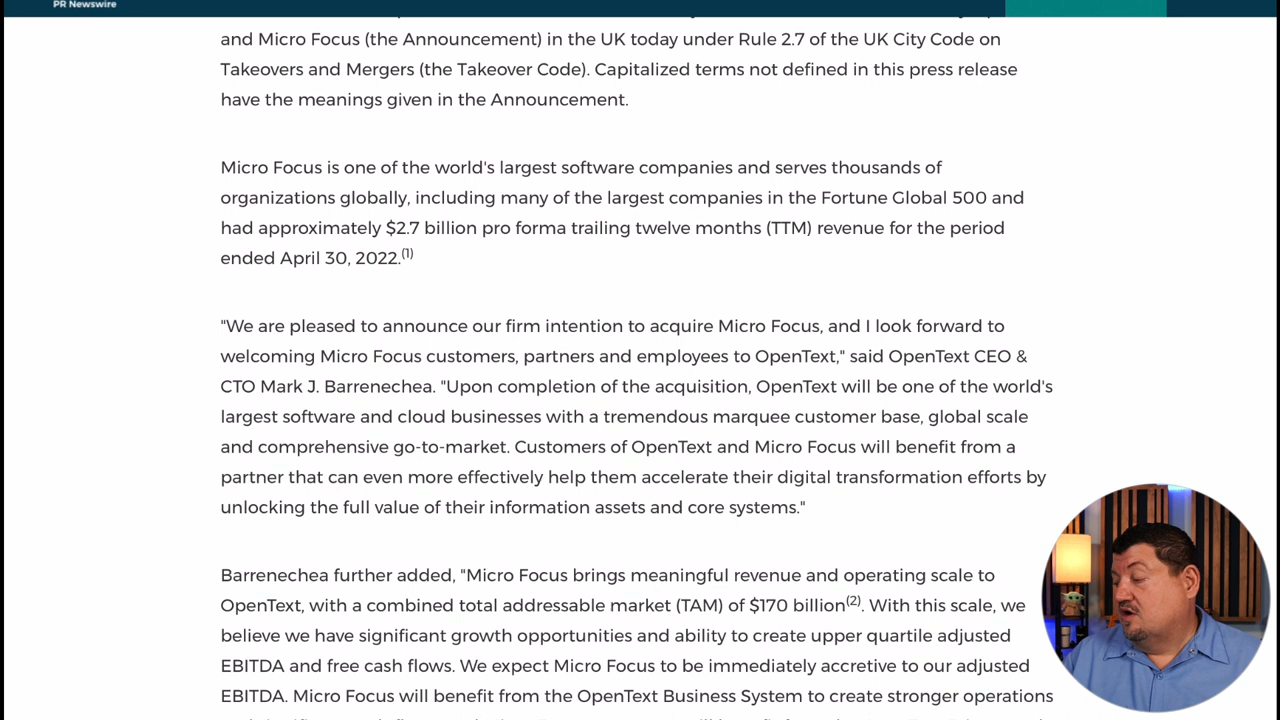 PR Newswire
and Micro Focus (the Announcement) in the UK today under Rule 2.7 of the UK City Code on
Takeovers and Mergers (the Takeover Code). Capitalized terms not defined in this press release
have the meanings given in the Announcement.
Micro Focus is one of the world's largest software companies and serves thousands of
organizations globally, including many of the largest companies in the Fortune Global 500 and
had approximately $2.7 billion pro forma trailing twelve months (TTM) revenue for the period
ended April 30, 2022.(1)
"We are pleased to announce our firm intention to acquire Micro Focus, and I look forward to
welcoming Micro Focus customers, partners and employees to OpenText," said OpenText CEO &
CTO Mark J. Barrenechea. "Upon completion of the acquisition, OpenText will be one of the world's
largest software and cloud businesses with a tremendous marquee customer base, global scale
and comprehensive go-to-market. Customers of OpenText and Micro Focus will benefit from a
partner that can even more effectively help them accelerate their digital transformation efforts by
unlocking the full value of their information assets and core systems."
Barrenechea further added, "Micro Focus brings meaningful revenue and operating scale to
OpenText, with a combined total addressable market (TAM) of $170 billion(2). With this scale, we
believe we have significant growth opportunities and ability to create upper quartile adjusted
EBITDA and free cash flows. We expect Micro Focus to be immediately accretive to our adjusted
EBITDA. Micro Focus will benefit from the OpenText Business System to create stronger operations